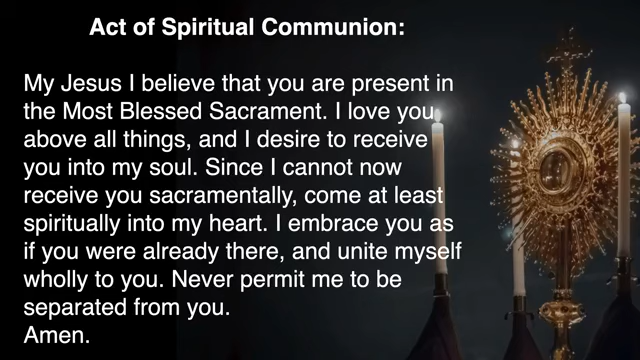 Act of Spiritual Communion:
My Jesus I believe that you are present in
the Most Blessed Sacrament. I love you
above all things, and I desire to receive
you into my soul. Since I cannot now
receive you sacramentally, come at least
spiritually into my heart. I embrace you as
if you were already there, and unite myself
wholly to you. Never permit me to be
separated from you.
Amen.